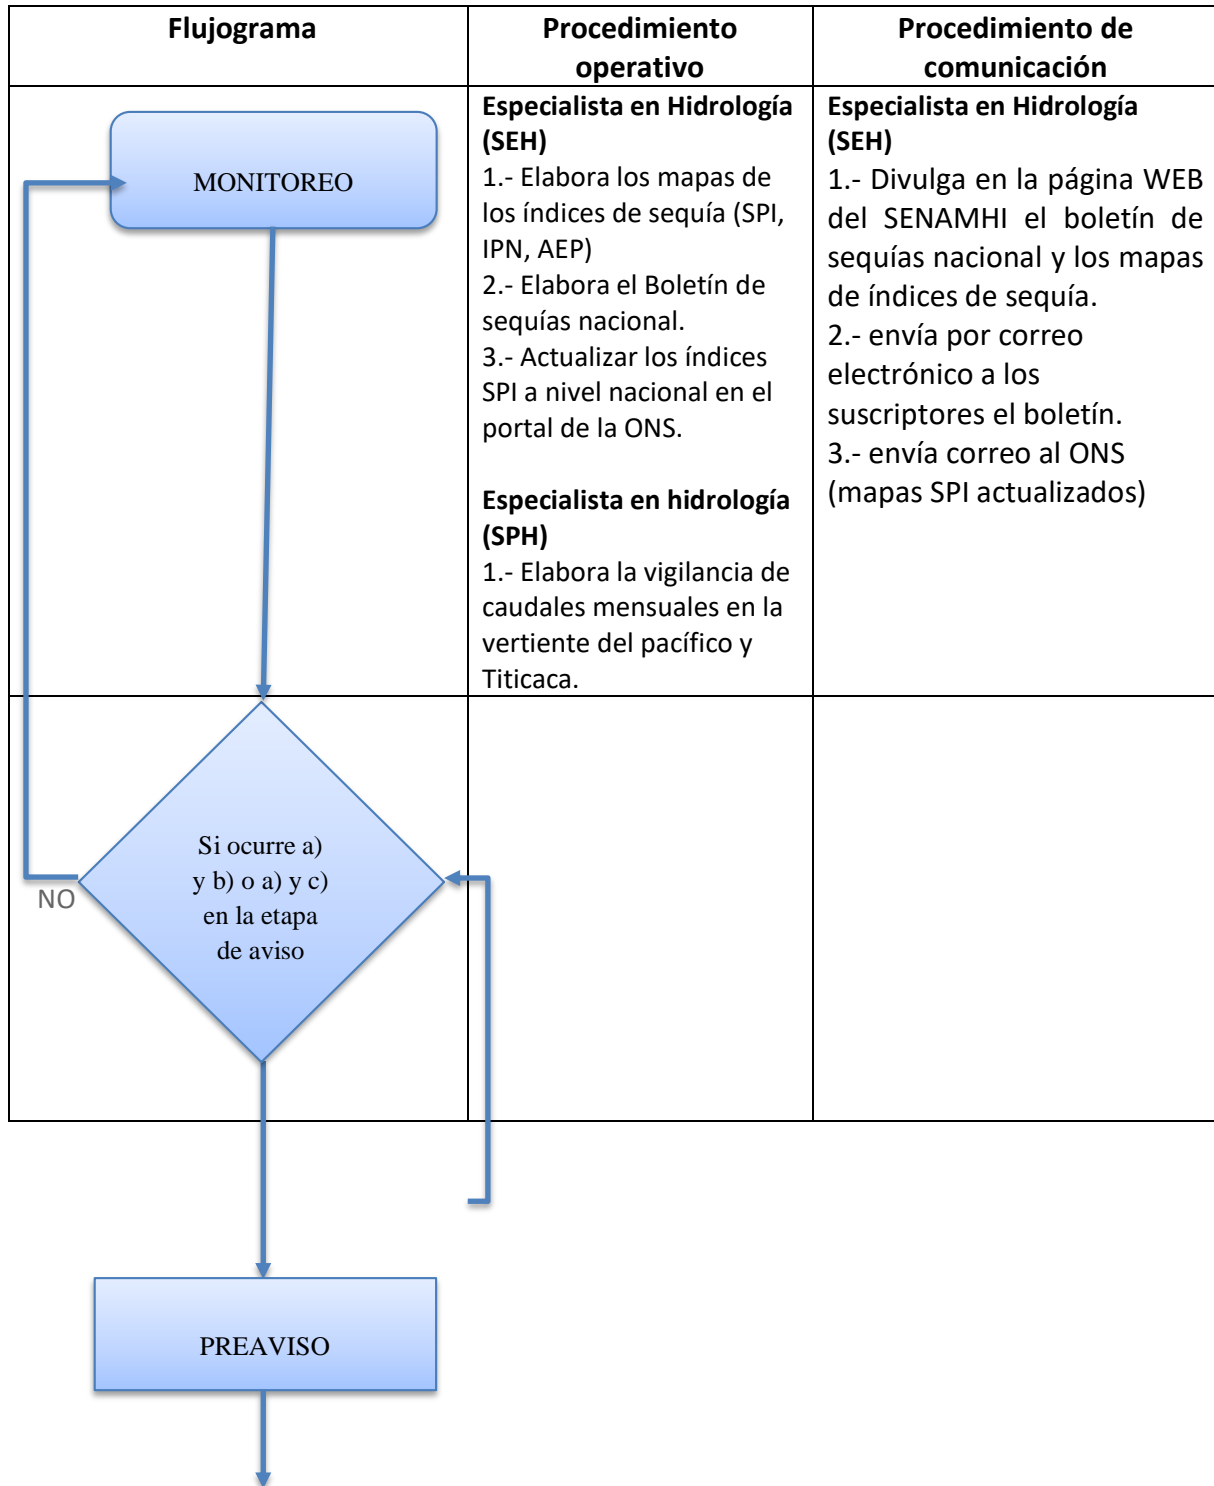 Flujograma
Procedimiento
operativo
Procedimiento de
comunicación
MONITOREO
Especialista en Hidrología
(SEH)
1.- Elabora los mapas de
los índices de sequía (SPI,
IPN, AEP)
2.- Elabora el Boletín de
sequías nacional.
3.- Actualizar los índices
SPI a nivel nacional en el
portal de la ONS.
Especialista en hidrología
(SPH)
1.- Elabora la vigilancia de
caudales mensuales en la
vertiente del pacífico y
Titicaca.
Especialista en Hidrología
(SEH)
1.- Divulga en la página WEB
del SENAMHI el boletín de
sequías nacional y los mapas
de índices de sequía.
2.- envía por correo
electrónico a los
suscriptores el boletín.
3.- envía correo al ONS
(mapas SPI actualizados)
Si ocurre a)
y b) o a) y c)
en la etapa
de aviso
NO
PREAVISO